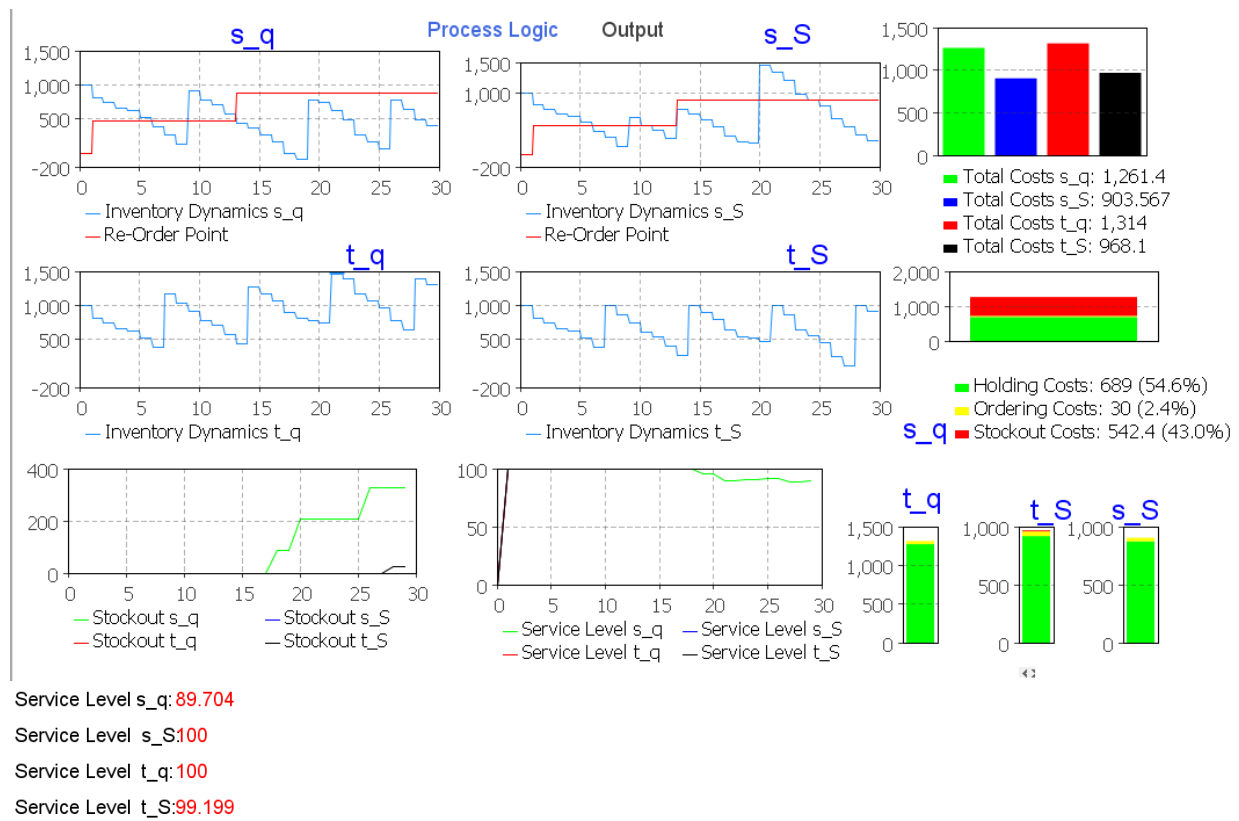 Process Logic Output
s_q
1,500
1,000
500
-200
0 5 10 15 20 25 30
Inventory Dynamics s_q
Re-Order Point
s_S
1,500
1,000
-200
0 5 10 15 20 25 30
Inventory Dynamics s_S
Re-Order Point
1,500
1,000
500
0
Total Costs s_q: 1,261.4
Total Costs s_S: 903.567
Total Costs t_q: 1,314
Total Costs t_S: 968.1
t_q
1,500
1,000
500
-200
0 5 10 15 20 25 30
Inventory Dynamics t_q
t_S
1,500
1,000
500
-200
0 5 10 15 20 25 30
Inventory Dynamics t_S
2,000
1,000
0
Holding Costs: 689 (54.6%)
Ordering Costs: 30 (2.4%)
Stockout Costs: 542.4 (43.0%)
s_q
400
200
0
0 5 10 15 20 25 30
Stockout s_q Stockout s_S
Stockout t_q Stockout t_S
100
50
0
0 5 10 15 20 25 30
Service Level s_q Service Level s_S
Service Level t_q Service Level t_S
t_q
1,500
1,000
500
0
t_S
1,000
500
0
s_S
1,000
500
0
Service Level s_q: 89.704
Service Level s_S: 100
Service Level t_q: 100
Service Level t_S: 99.199